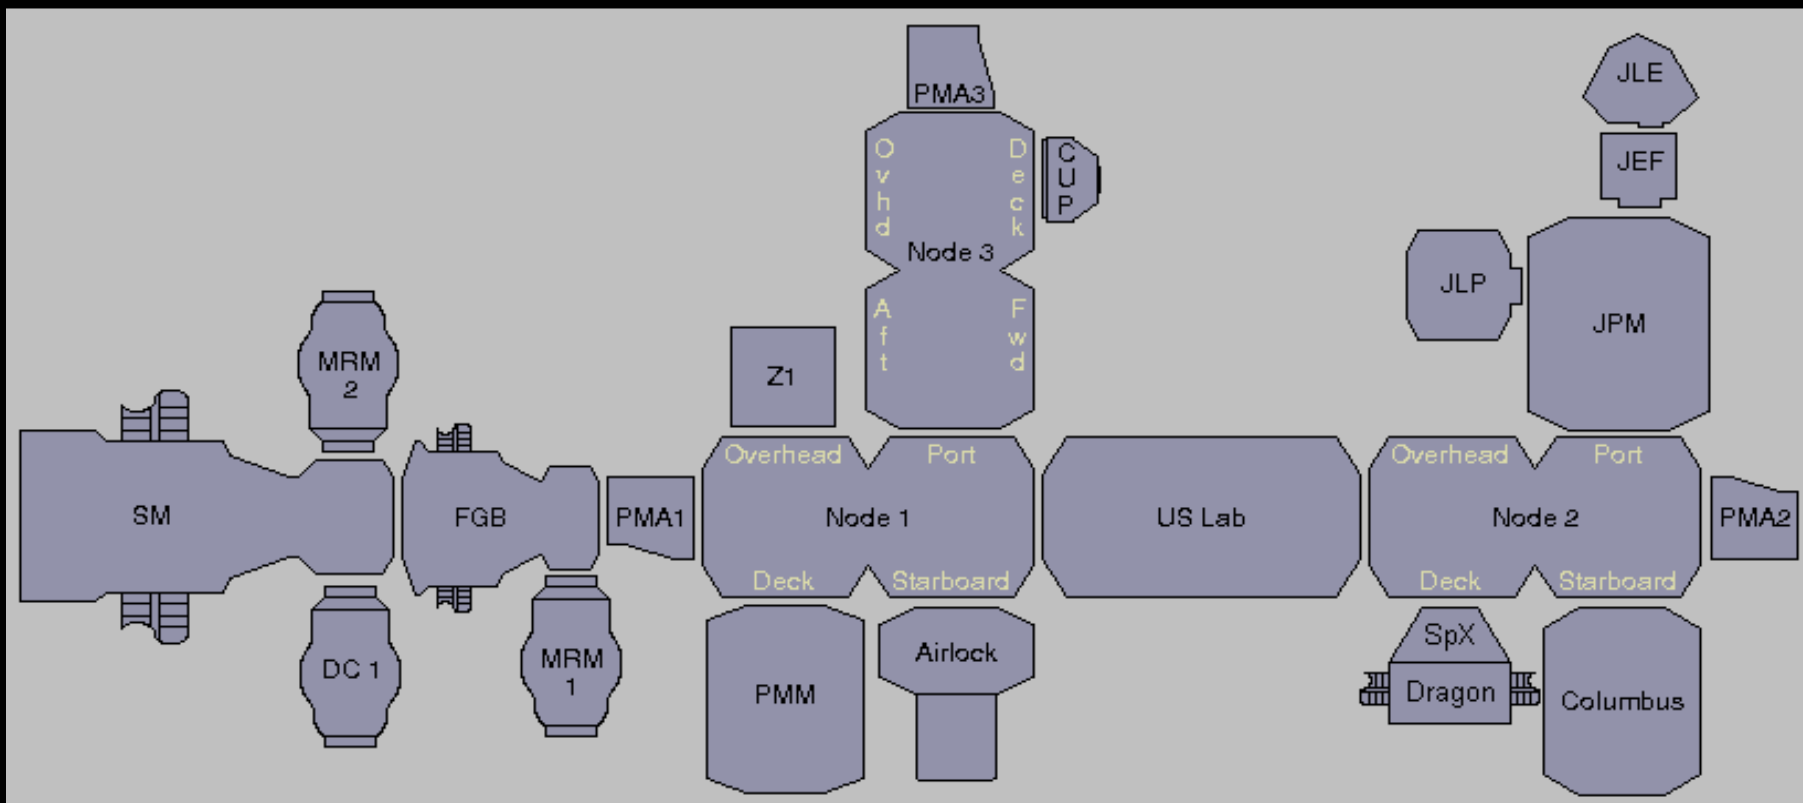 PMA3
JLE
O
v
h
d
D
e
c
k
C
U
P
JEF
Node 3
JLP
A
f
t
F
w
d
JPM
MRM
2
Z1
Overhead
Port
Overhead
Port
SM
FGB
PMA1
Node 1
US Lab
Node 2
PMA2
Deck
Starboard
Deck
Starboard
DC 1
MRM
1
PMM
Airlock
SpX
Dragon
Columbus